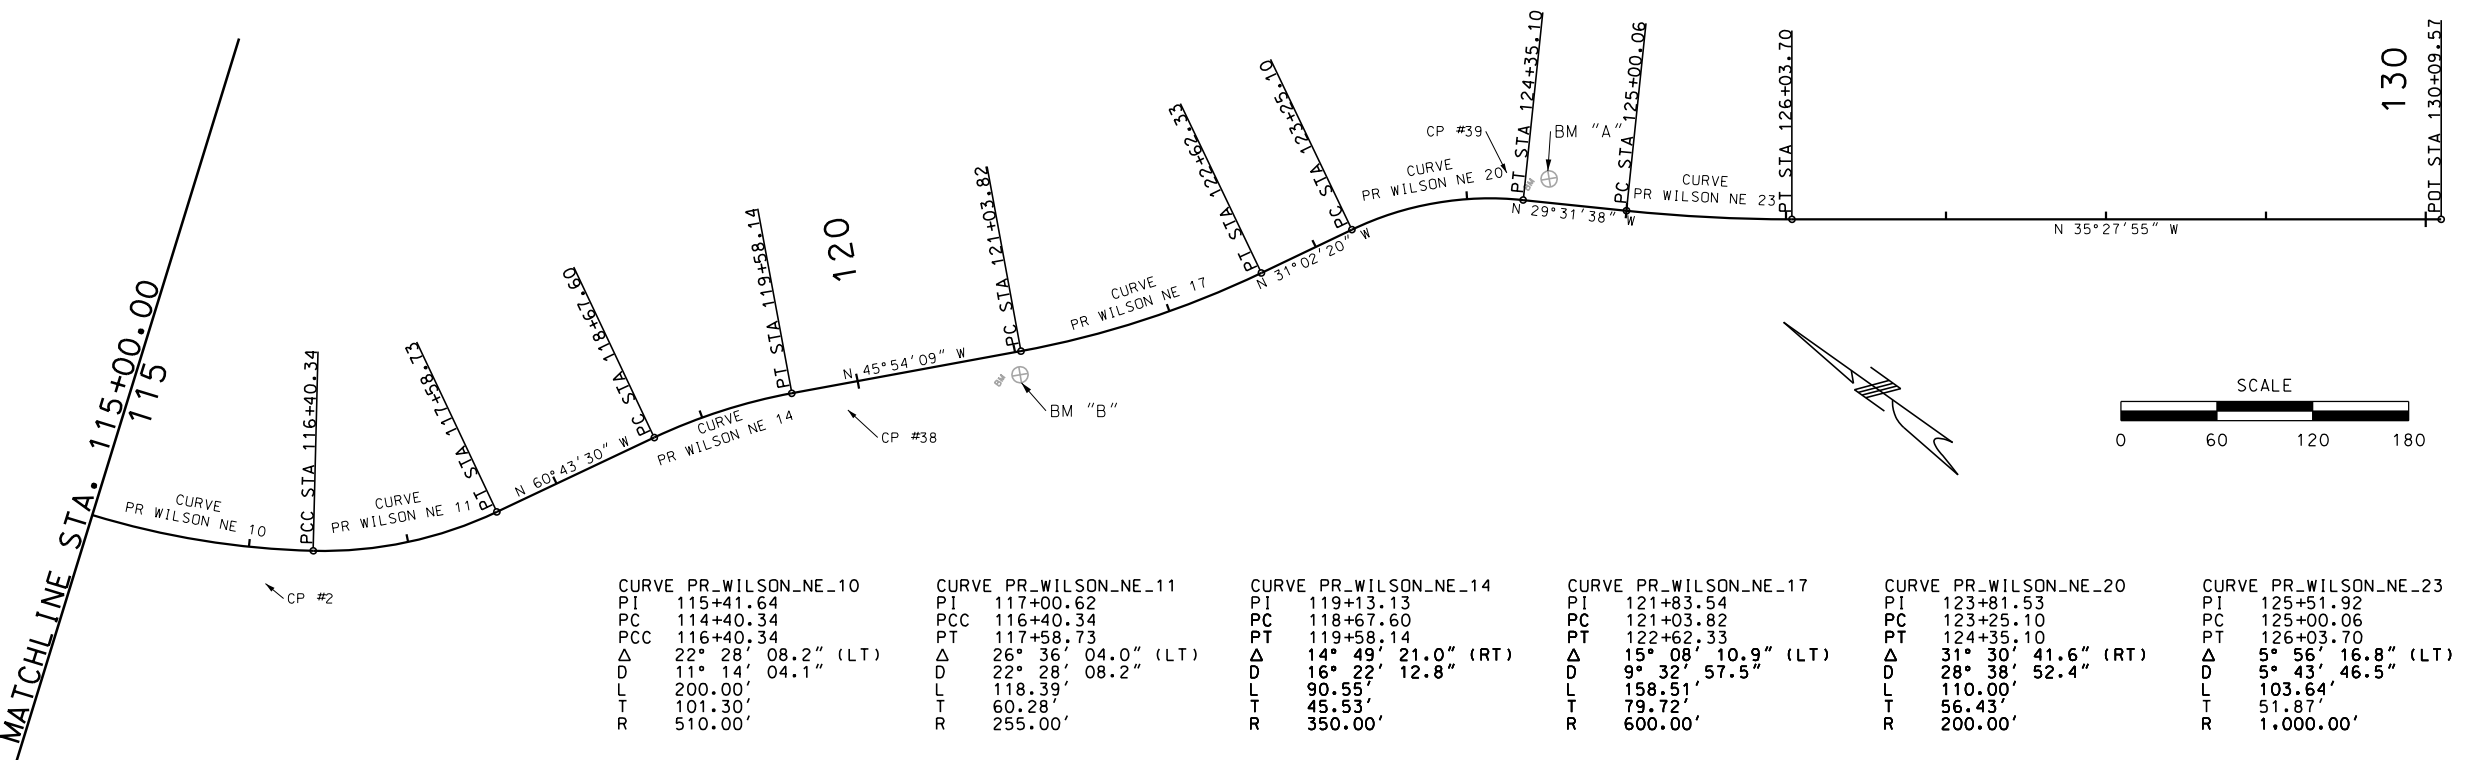 MATCHLINE STA. 115+00.00
115
CURVE
PR WILSON NE 10
PCC STA 116+40.34
CP #2
CURVE
PR WILSON NE 11
PT STA 117+58.73
N 60°43'30" W
PC STA 118+67.60
CURVE
PR WILSON NE 14
PT STA 119+58.14
120
N 45°54'09" W
CP #38
PC STA 121+03.82
BM
BM "B"
CURVE
PR WILSON NE 17
PT STA 122+62.33
N 31°02'20" W
PC STA 123+25.10
CURVE
PR WILSON NE 20
CP #39
PT STA 124+35.10
BM
BM "A"
N 29°31'38" W
PC STA 125+00.06
CURVE
PR WILSON NE 23
PT STA 126+03.70
N 35°27'55" W
130
POT STA 130+09.57
SCALE
0 60 120 180
CURVE PR_WILSON_NE_10
PI 115+41.64
PC 114+40.34
PCC 116+40.34
Δ 22° 28' 08.2" (LT)
D 11° 14' 04.1"
L 200.00'
T 101.30'
R 510.00'
CURVE PR_WILSON_NE_11
PI 117+00.62
PCC 116+40.34
PT 117+58.73
Δ 26° 36' 04.0" (LT)
D 22° 28' 08.2"
L 118.39'
T 60.28'
R 255.00'
CURVE PR_WILSON_NE_14
PI 119+13.13
PC 118+67.60
PT 119+58.14
Δ 14° 49' 21.0" (RT)
D 16° 22' 12.8"
L 90.55'
T 45.53'
R 350.00'
CURVE PR_WILSON_NE_17
PI 121+83.54
PC 121+03.82
PT 122+62.33
Δ 15° 08' 10.9" (LT)
D 9° 32' 57.5"
L 158.51'
T 79.72'
R 600.00'
CURVE PR_WILSON_NE_20
PI 123+81.53
PC 123+25.10
PT 124+35.10
Δ 31° 30' 41.6" (RT)
D 28° 38' 52.4"
L 110.00'
T 56.43'
R 200.00'
CURVE PR_WILSON_NE_23
PI 125+51.92
PC 125+00.06
PT 126+03.70
Δ 5° 56' 16.8" (LT)
D 5° 43' 46.5"
L 103.64'
T 51.87'
R 1,000.00'